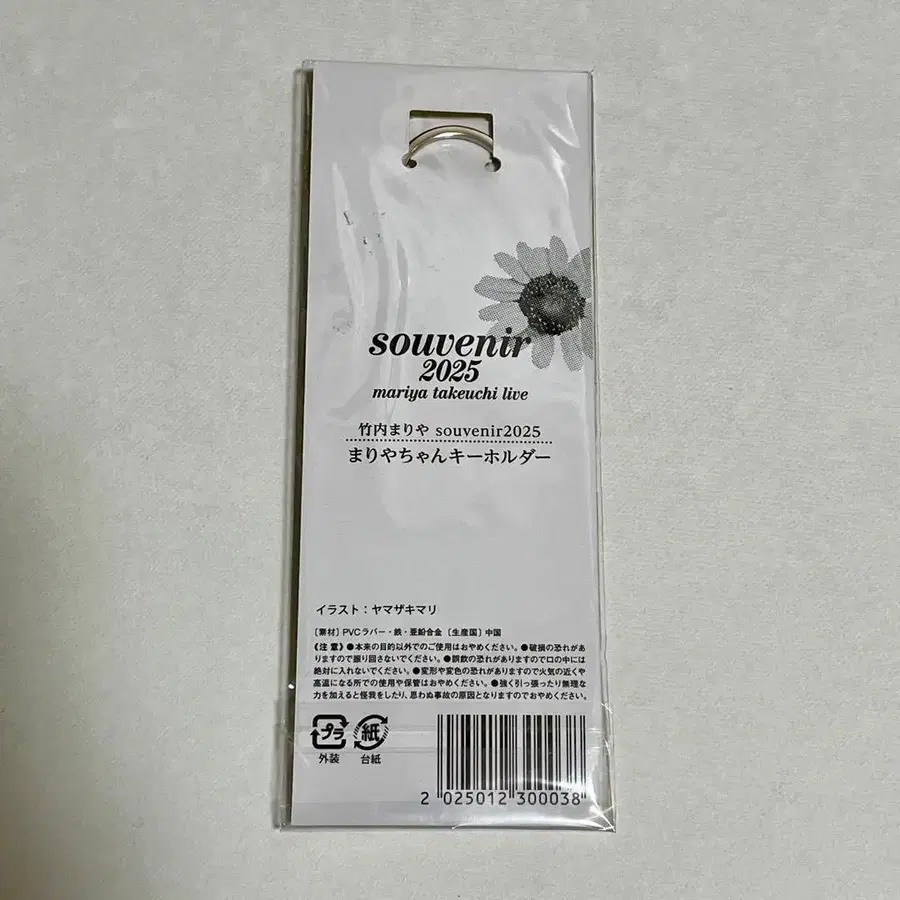 souvenir
2025
mariya takeuchi live
竹内まりや souvenir2025
まりやちゃんキーホルダー
イラスト：ヤマザキマリ
〔素材〕PVCラバー・鉄・亜鉛合金〔生産国〕中国
《注意》●本来の目的以外でのご使用はおやめください。●破損の恐れがあ
りますので振り回さないでください。●誤飲の恐れがありますので口の中には
絶対に入れないでください。●変形や変色の恐れがありますので火気の近くや
高温になる所での使用や保管はおやめください。●強く引っ張ったり無理な
力を加えると怪我をしたり、思わぬ事故の原因となりますのでおやめください。
プラ 紙
外装 台紙
2 025012 300038